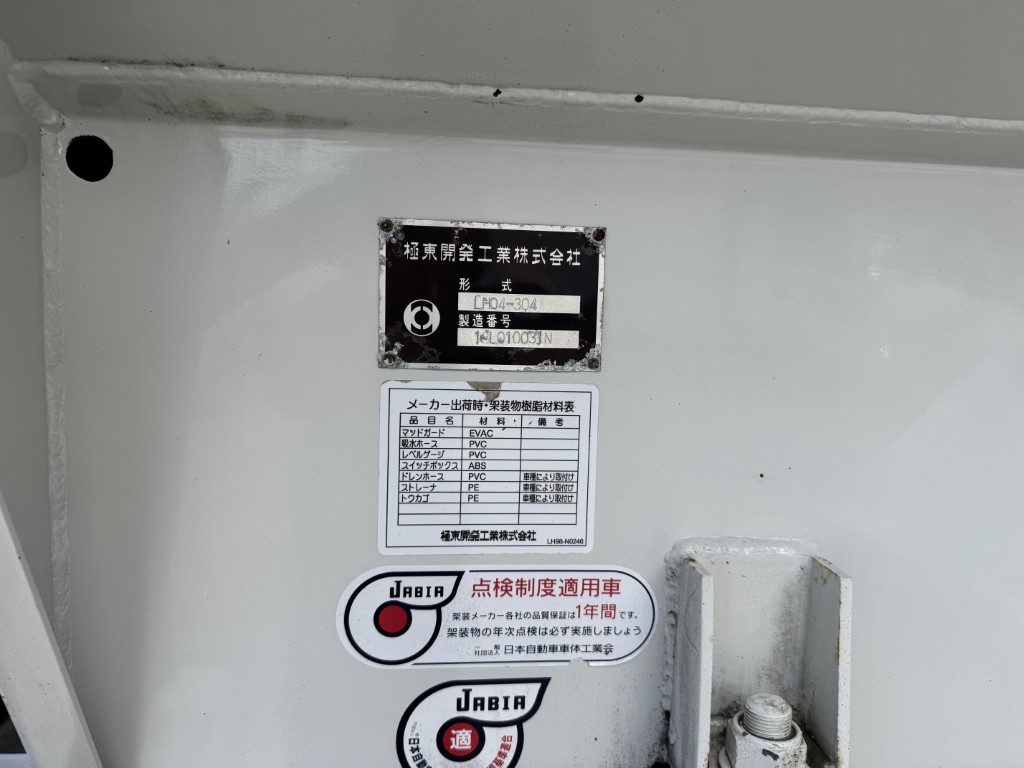 極東開発工業株式会社
形 式
LH04-304
製造番号
メーカー出荷時・架装物樹脂材料表
品目名 材料 備考
マッドガード EVAC
吸水ホース PVC
レベルゲージ PVC
スイッチボックス ABS
ドレンホース PVC 車種により取付け
ストレーナ PE 車種により取付け
トウカゴ PE 車種により取付け
極東開発工業株式会社
LH98-N0246
JABIA 点検制度適用車
架装メーカー各社の品質保証は1年間です。
架装物の年次点検は必ず実施しましょう
一般社団法人 日本自動車車体工業会
JABIA
適